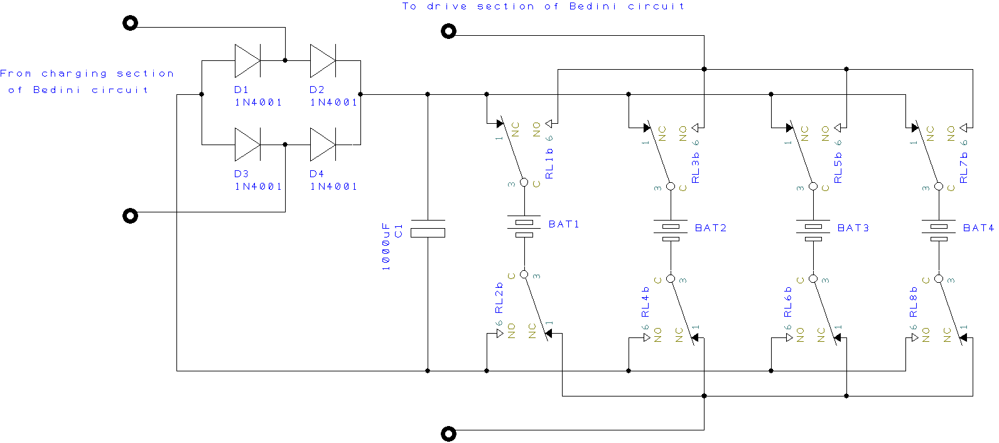 To drive section of Bedini circuit
From charging section
of Bedini circuit
D1
1N4001
D2
1N4001
D3
1N4001
D4
1N4001
1000uF
C1
1
NC
NO
6
RL1b
3
C
BAT1
C
3
RL2b
6
NO
NC
1
1
NC
NO
6
RL3b
3
C
BAT2
C
3
RL4b
6
NO
NC
1
1
NC
NO
6
RL5b
3
C
BAT3
C
3
RL6b
6
NO
NC
1
1
NC
NO
6
RL7b
3
C
BAT4
C
3
RL8b
6
NO
NC
1